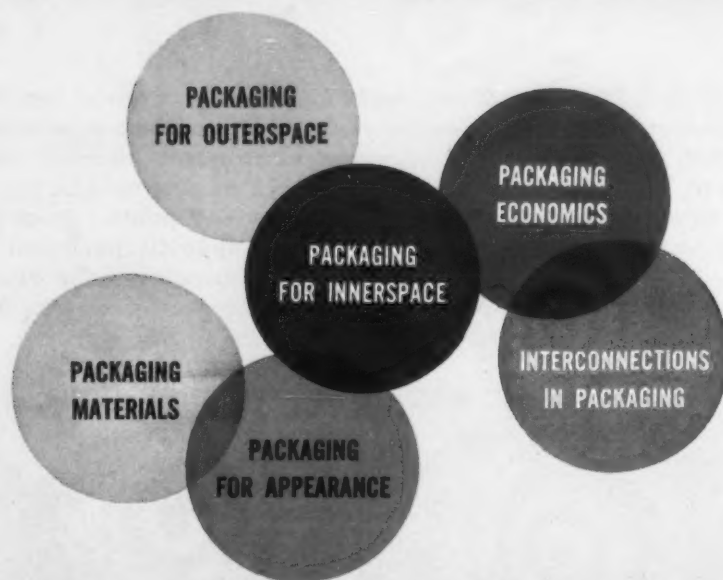 PACKAGING
FOR OUTERSPACE
PACKAGING
ECONOMICS
PACKAGING
FOR INNERSPACE
INTERCONNECTIONS
IN PACKAGING
PACKAGING
MATERIALS
PACKAGING
FOR APPEARANCE